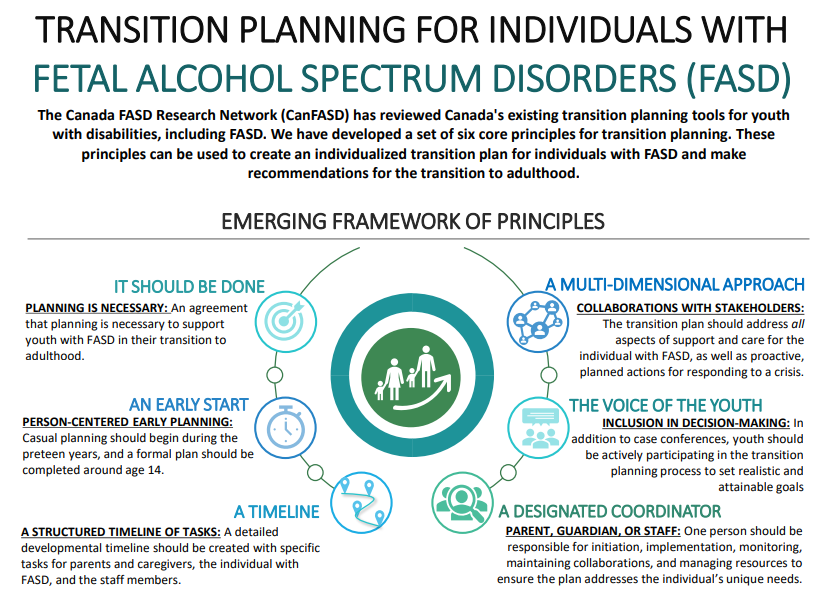 TRANSITION PLANNING FOR INDIVIDUALS WITH
FETAL ALCOHOL SPECTRUM DISORDERS (FASD)
The Canada FASD Research Network (CanFASD) has reviewed Canada's existing transition planning tools for youth
with disabilities, including FASD. We have developed a set of six core principles for transition planning. These
principles can be used to create an individualized transition plan for individuals with FASD and make
recommendations for the transition to adulthood.
EMERGING FRAMEWORK OF PRINCIPLES
IT SHOULD BE DONE
PLANNING IS NECESSARY: An agreement
that planning is necessary to support
youth with FASD in their transition to
adulthood.
AN EARLY START
PERSON-CENTERED EARLY PLANNING:
Casual planning should begin during the
preteen years, and a formal plan should be
completed around age 14.
A TIMELINE
A STRUCTURED TIMELINE OF TASKS: A detailed
developmental timeline should be created with specific
tasks for parents and caregivers, the individual with
FASD, and the staff members.
A MULTI-DIMENSIONAL APPROACH
COLLABORATIONS WITH STAKEHOLDERS:
The transition plan should address all
aspects of support and care for the
individual with FASD, as well as proactive,
planned actions for responding to a crisis.
THE VOICE OF THE YOUTH
INCLUSION IN DECISION-MAKING: In
addition to case conferences, youth should
be actively participating in the transition
planning process to set realistic and
attainable goals
A DESIGNATED COORDINATOR
PARENT, GUARDIAN, OR STAFF: One person should be
responsible for initiation, implementation, monitoring,
maintaining collaborations, and managing resources to
ensure the plan addresses the individual's unique needs.